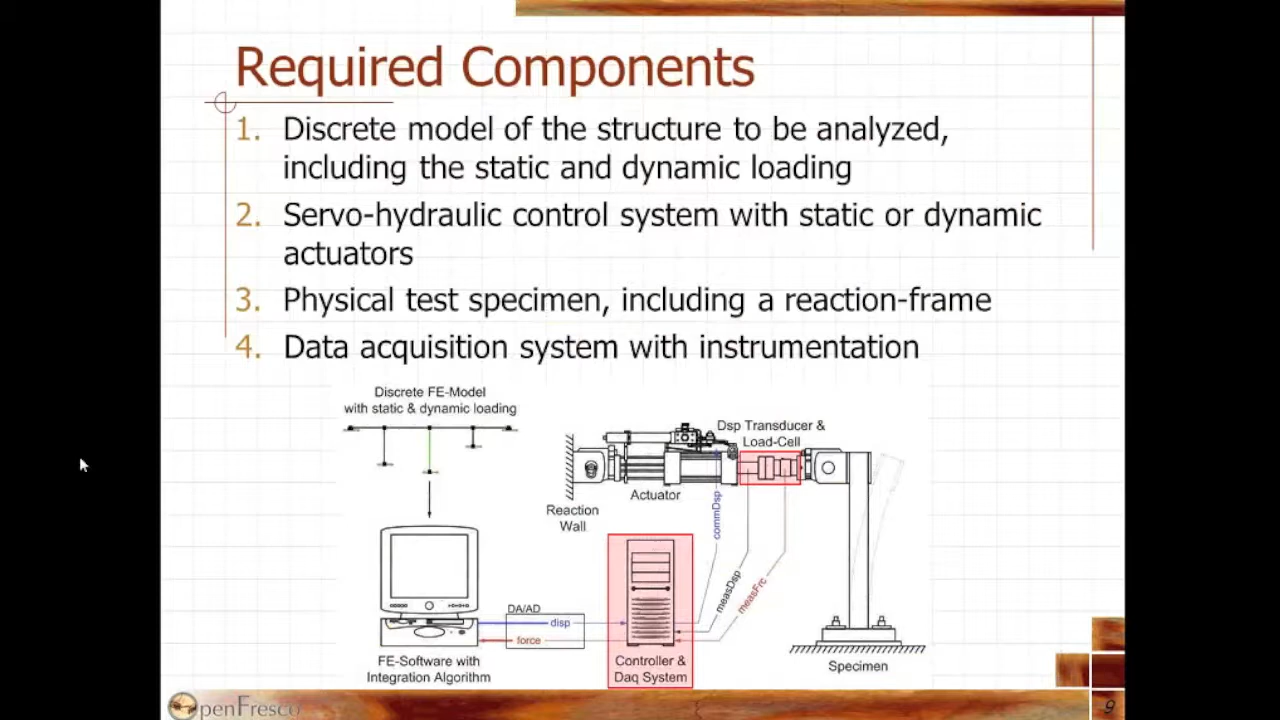 Required Components
1. Discrete model of the structure to be analyzed,
including the static and dynamic loading
2. Servo-hydraulic control system with static or dynamic
actuators
3. Physical test specimen, including a reaction-frame
4. Data acquisition system with instrumentation
Discrete FE-Model
with static & dynamic loading
Dsp Transducer &
Load-Cell
Actuator
Reaction
Wall
commDsp
measDsp
measFrc
DA/AD
disp
force
FE-Software with
Integration Algorithm
Controller &
Daq System
Specimen
OpenFresco
9